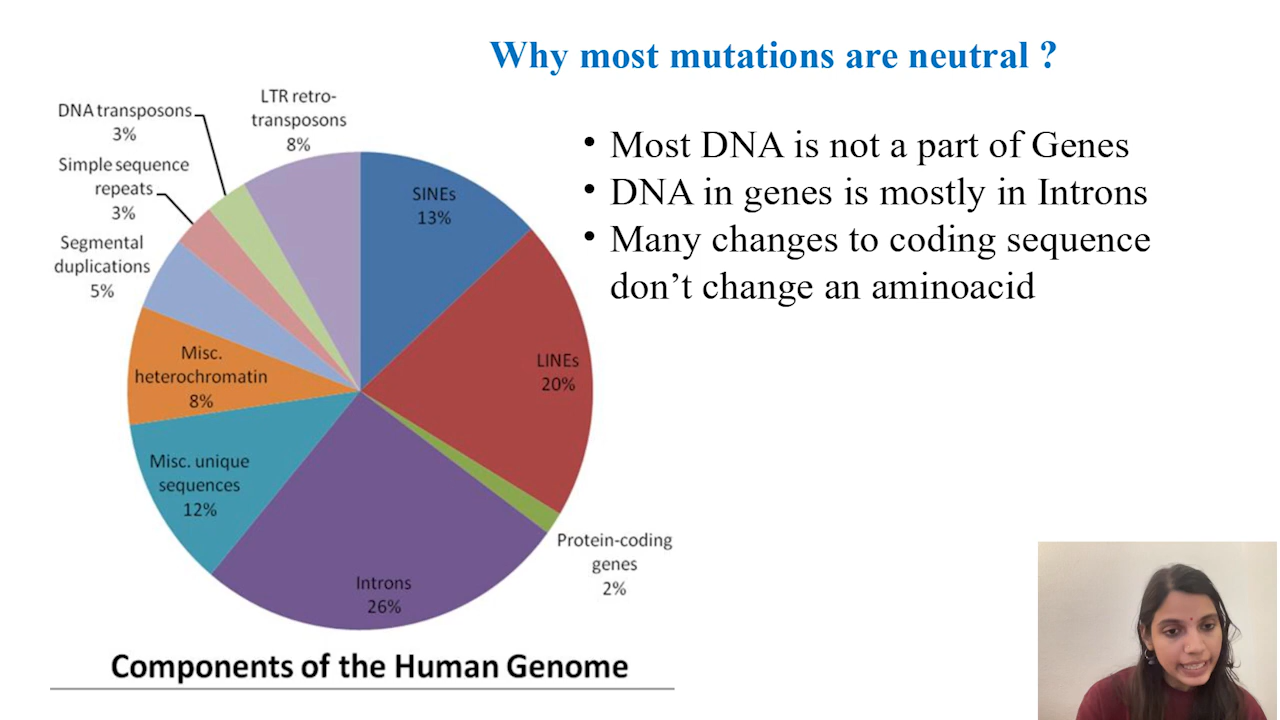 Why most mutations are neutral ?
• Most DNA is not a part of Genes
• DNA in genes is mostly in Introns
• Many changes to coding sequence
don’t change an aminoacid
LTR retro-
transposons
8%
DNA transposons
3%
Simple sequence
repeats
3%
Segmental
duplications
5%
Misc.
heterochromatin
8%
Misc. unique
sequences
12%
Introns
26%
Protein-coding
genes
2%
LINEs
20%
SINEs
13%
Components of the Human Genome